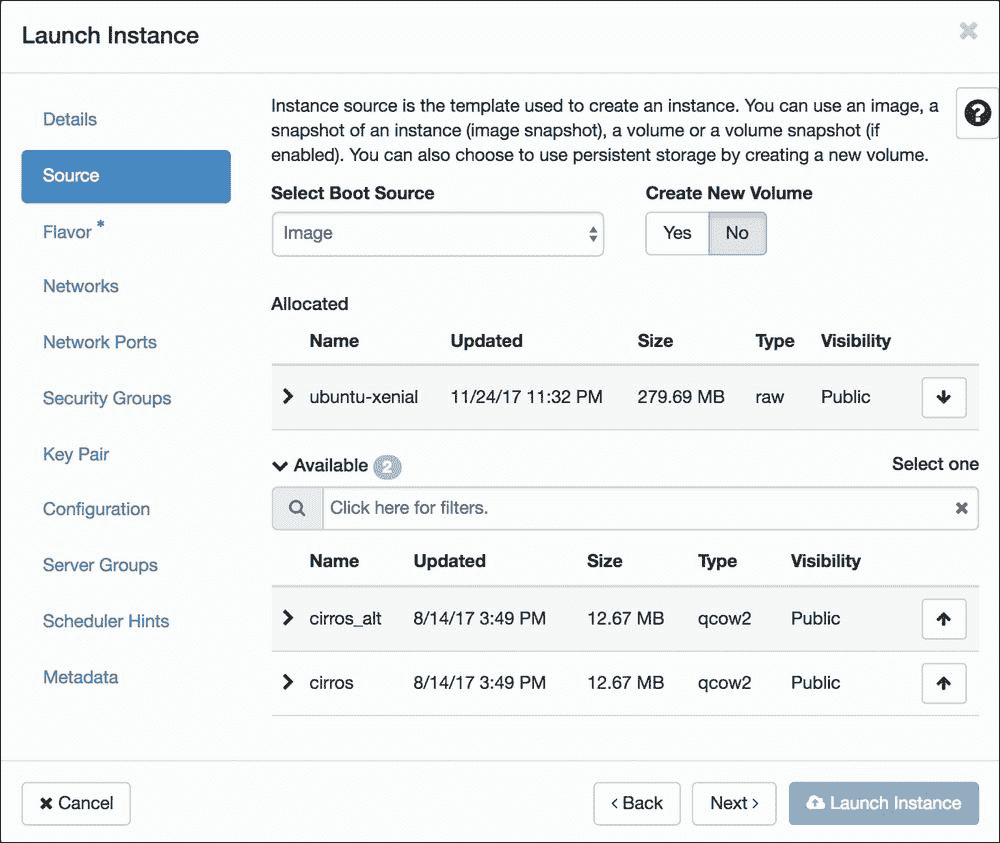 Launch Instance
Details
Source
Flavor *
Networks
Network Ports
Security Groups
Key Pair
Configuration
Server Groups
Scheduler Hints
Metadata
Instance source is the template used to create an instance. You can use an image, a
snapshot of an instance (image snapshot), a volume or a volume snapshot (if
enabled). You can also choose to use persistent storage by creating a new volume.
Select Boot Source Create New Volume
Image Yes No
Allocated
Name Updated Size Type Visibility
ubuntu-xenial 11/24/17 11:32 PM 279.69 MB raw Public
Available 2 Select one
Click here for filters.
Name Updated Size Type Visibility
cirros_alt 8/14/17 3:49 PM 12.67 MB qcow2 Public
cirros 8/14/17 3:49 PM 12.67 MB qcow2 Public
Cancel Back Next Launch Instance